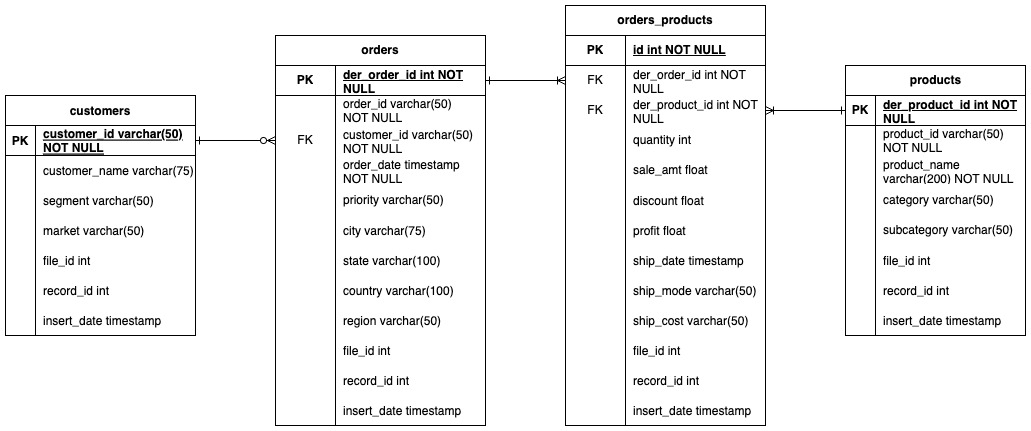 customers
PK
customer_id varchar(50)
NOT NULL
customer_name varchar(75)
segment varchar(50)
market varchar(50)
file_id int
record_id int
insert_date timestamp
orders
PK
der_order_id int NOT
NULL
order_id varchar(50)
NOT NULL
FK
customer_id varchar(50)
NOT NULL
order_date timestamp
NOT NULL
priority varchar(50)
city varchar(75)
state varchar(100)
country varchar(100)
region varchar(50)
file_id int
record_id int
insert_date timestamp
orders_products
PK
id int NOT NULL
FK
der_order_id int NOT
NULL
FK
der_product_id int NOT
NULL
quantity int
sale_amt float
discount float
profit float
ship_date timestamp
ship_mode varchar(50)
ship_cost varchar(50)
file_id int
record_id int
insert_date timestamp
products
PK
der_product_id int NOT
NULL
product_id varchar(50)
NOT NULL
product_name
varchar(200) NOT NULL
category varchar(50)
subcategory varchar(50)
file_id int
record_id int
insert_date timestamp